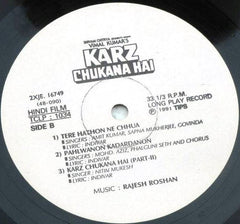 VIMAL KUMAR'S
KARZ
CHUKANA HAI
2XJE. 16749
(4B-090)
HINDI FILM
TCLP : 1034
SIDE B
33 1/3 R.P.M.
LONG PLAY RECORD
℗ 1991 TIPS
1) TERE HATHON NE CHHUA
SINGERS : AMIT KUMAR, SAPNA MUKHERJEE, GOVINDA
LYRIC : INDIVAR
2) PAHLWANON KADARDANON
SINGERS : MOHD. AZIZ, PHALGUNI SETH AND CHORUS
LYRIC : INDIVAR
3) KARZ CHUKANA HAI (PART-II)
SINGER : NITIN MUKESH
LYRIC : INDIVAR
MUSIC : RAJESH ROSHAN